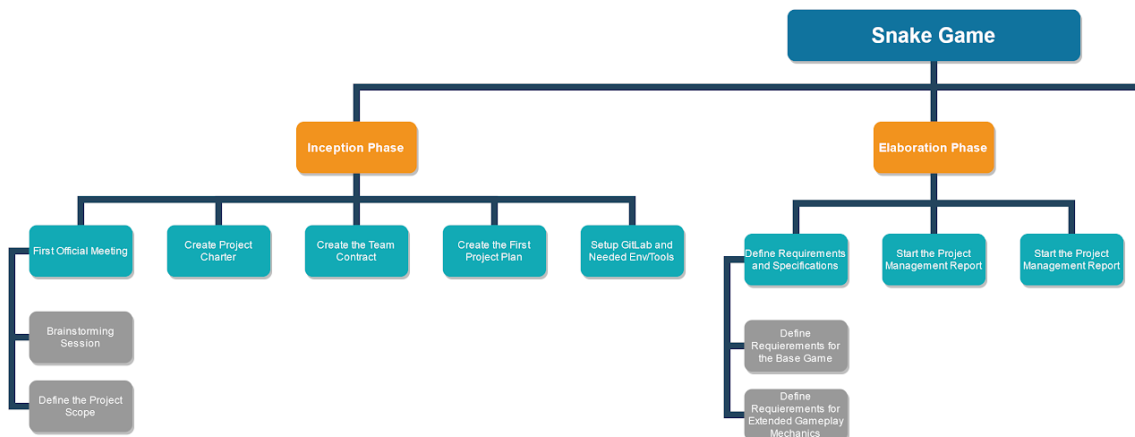 Snake Game
Inception Phase
Elaboration Phase
First Official Meeting
Create Project
Charter
Create the Team
Contract
Create the First
Project Plan
Setup GitLab and
Needed Env/Tools
Define Requirements
and Specifications
Start the Project
Management Report
Start the Project
Management Report
Brainstorming
Session
Define the Project
Scope
Define
Requierements for
the Base Game
Define
Requierements for
Extended Gameplay
Mechanics